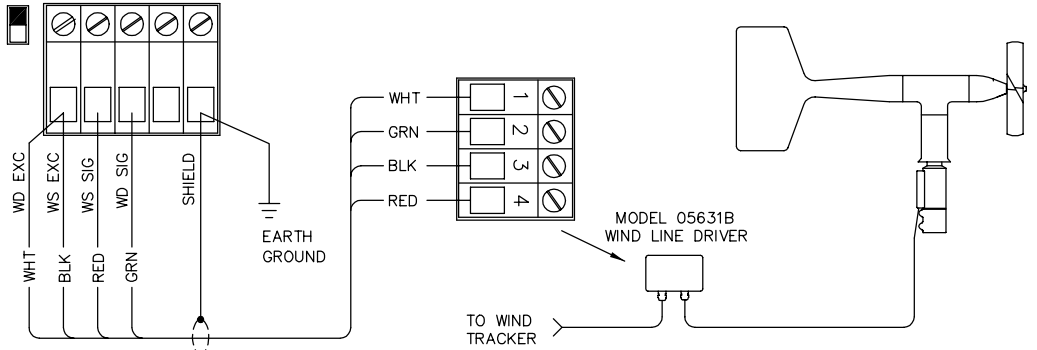 WD EXC
WS EXC
WS SIG
WD SIG
SHIELD
WHT
BLK
RED
GRN
EARTH
GROUND
WHT
GRN
BLK
RED
1
2
3
4
MODEL 05631B
WIND LINE DRIVER
TO WIND
TRACKER